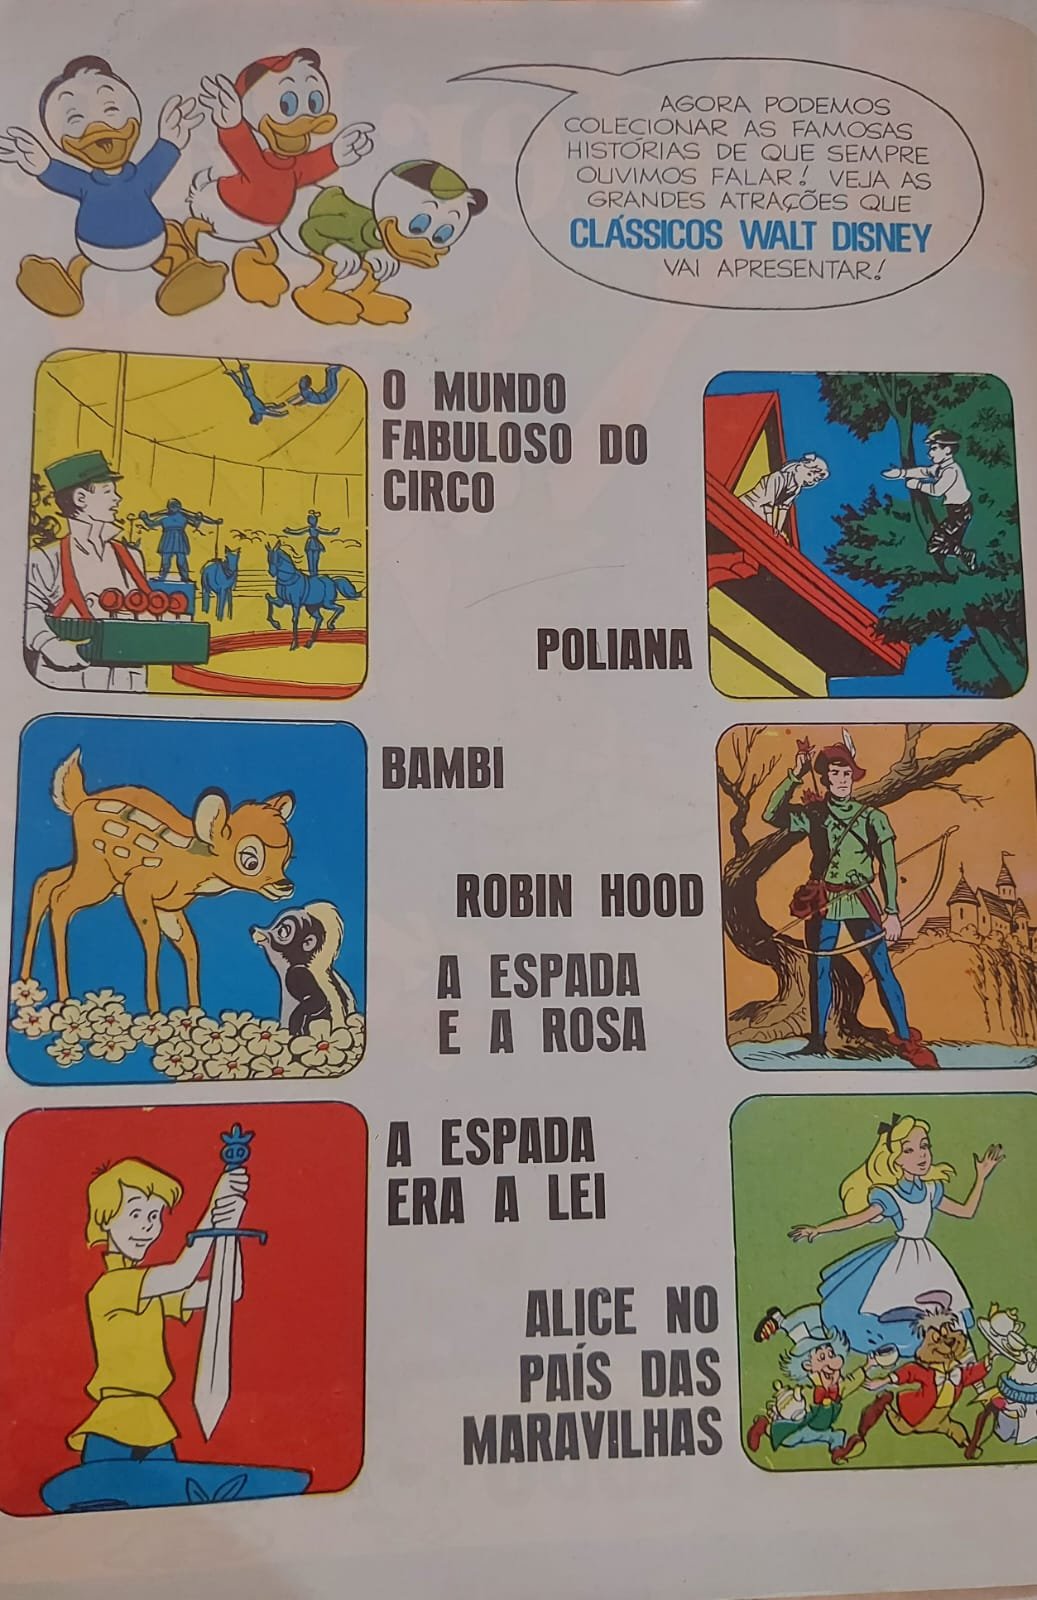 AGORA PODEMOS
COLECIONAR AS FAMOSAS
HISTÓRIAS DE QUE SEMPRE
OUVIMOS FALAR! VEJA AS
GRANDES ATRAÇÕES QUE
CLÁSSICOS WALT DISNEY
VAI APRESENTAR!
O MUNDO
FABULOSO DO
CIRCO
POLIANA
BAMBI
ROBIN HOOD
A ESPADA
E A ROSA
A ESPADA
ERA A LEI
ALICE NO
PAÍS DAS
MARAVILHAS